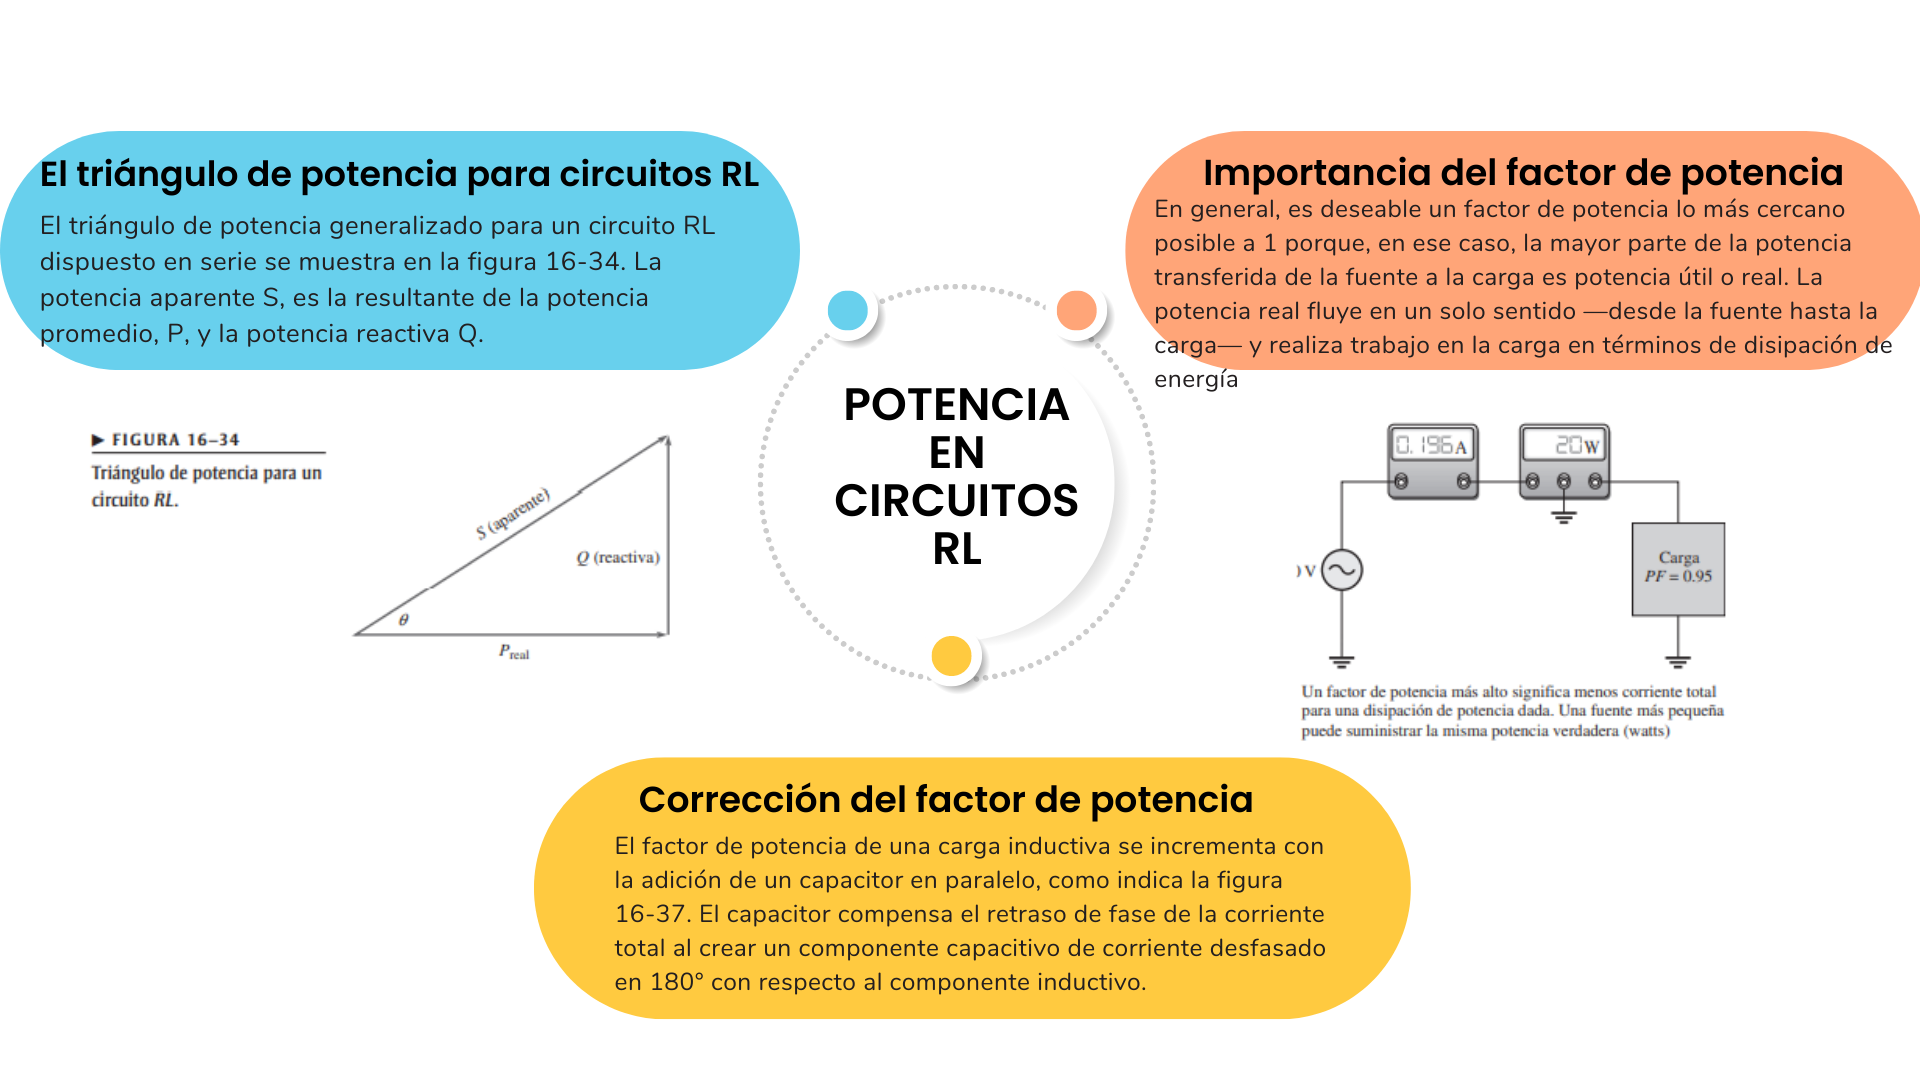 El triángulo de potencia para circuitos RL
El triángulo de potencia generalizado para un circuito RL
dispuesto en serie se muestra en la figura 16-34. La
potencia aparente S, es la resultante de la potencia
promedio, P, y la potencia reactiva Q.
▶ FIGURA 16–34
Triángulo de potencia para un
circuito RL.
S (aparente)
Q (reactiva)
θ
Preal
POTENCIA
EN
CIRCUITOS
RL
Importancia del factor de potencia
En general, es deseable un factor de potencia lo más cercano
posible a 1 porque, en ese caso, la mayor parte de la potencia
transferida de la fuente a la carga es potencia útil o real. La
potencia real fluye en un solo sentido —desde la fuente hasta la
carga— y realiza trabajo en la carga en términos de disipación de
energía
0.196A
20W
) V
Carga
PF = 0.95
Un factor de potencia más alto significa menos corriente total
para una disipación de potencia dada. Una fuente más pequeña
puede suministrar la misma potencia verdadera (watts)
Corrección del factor de potencia
El factor de potencia de una carga inductiva se incrementa con
la adición de un capacitor en paralelo, como indica la figura
16-37. El capacitor compensa el retraso de fase de la corriente
total al crear un componente capacitivo de corriente desfasado
en 180° con respecto al componente inductivo.